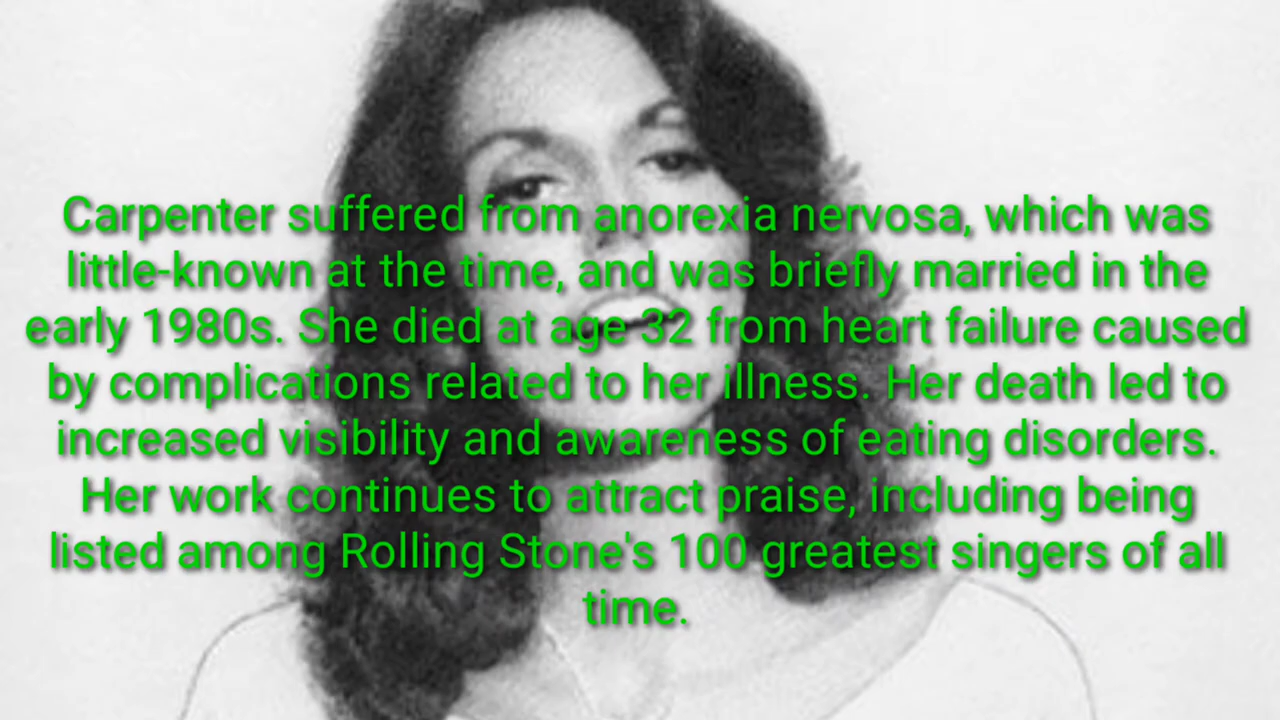 Carpenter suffered from anorexia nervosa, which was
little-known at the time, and was briefly married in the
early 1980s. She died at age 32 from heart failure caused
by complications related to her illness. Her death led to
increased visibility and awareness of eating disorders.
Her work continues to attract praise, including being
listed among Rolling Stone's 100 greatest singers of all
time.